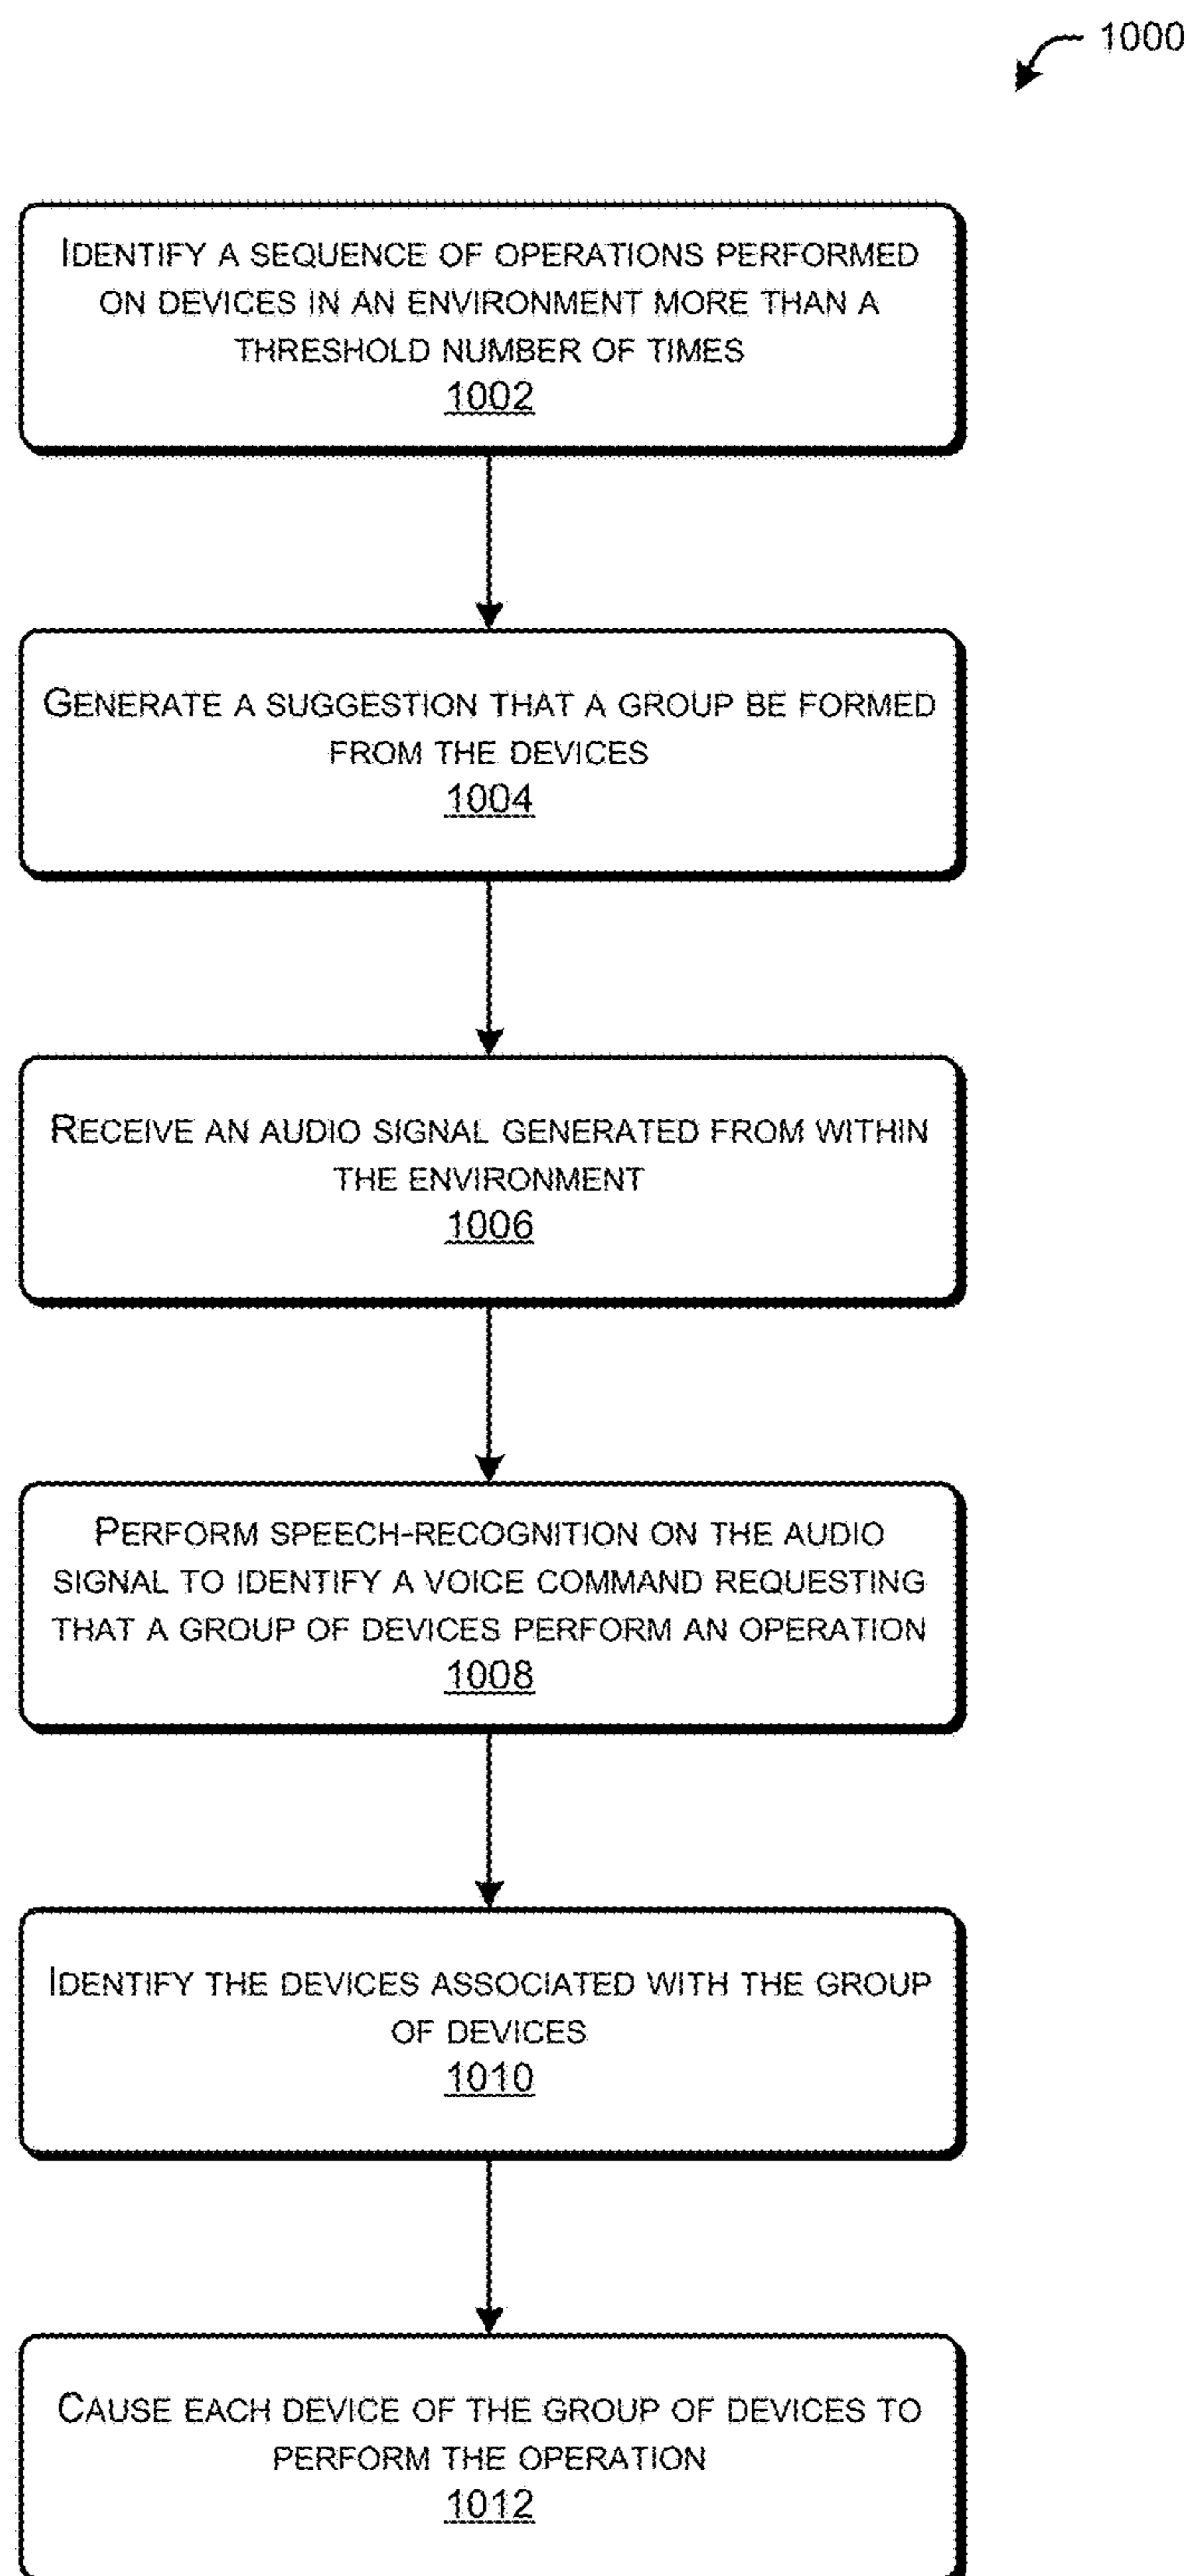 1000
IDENTIFY A SEQUENCE OF OPERATIONS PERFORMED
ON DEVICES IN AN ENVIRONMENT MORE THAN A
THRESHOLD NUMBER OF TIMES
1002
GENERATE A SUGGESTION THAT A GROUP BE FORMED
FROM THE DEVICES
1004
RECEIVE AN AUDIO SIGNAL GENERATED FROM WITHIN
THE ENVIRONMENT
1006
PERFORM SPEECH-RECOGNITION ON THE AUDIO
SIGNAL TO IDENTIFY A VOICE COMMAND REQUESTING
THAT A GROUP OF DEVICES PERFORM AN OPERATION
1008
IDENTIFY THE DEVICES ASSOCIATED WITH THE GROUP
OF DEVICES
1010
CAUSE EACH DEVICE OF THE GROUP OF DEVICES TO
PERFORM THE OPERATION
1012